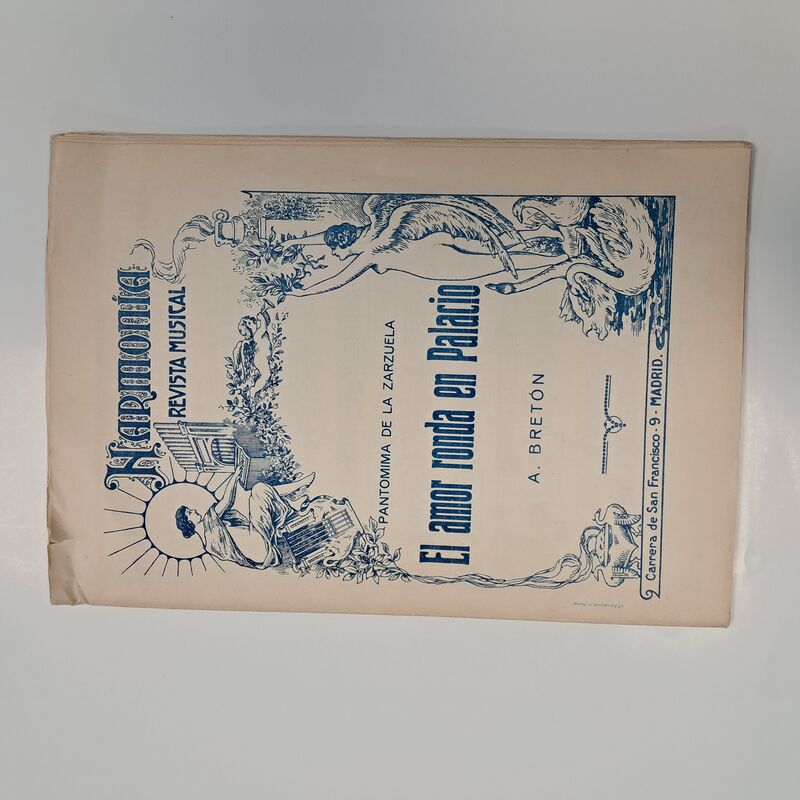 HARMONÍA
REVISTA MUSICAL
PANTOMIMA DE LA ZARZUELA
El amor ronda en Palacio
A. BRETÓN
Carrera de San Francisco - 9 - MADRID.